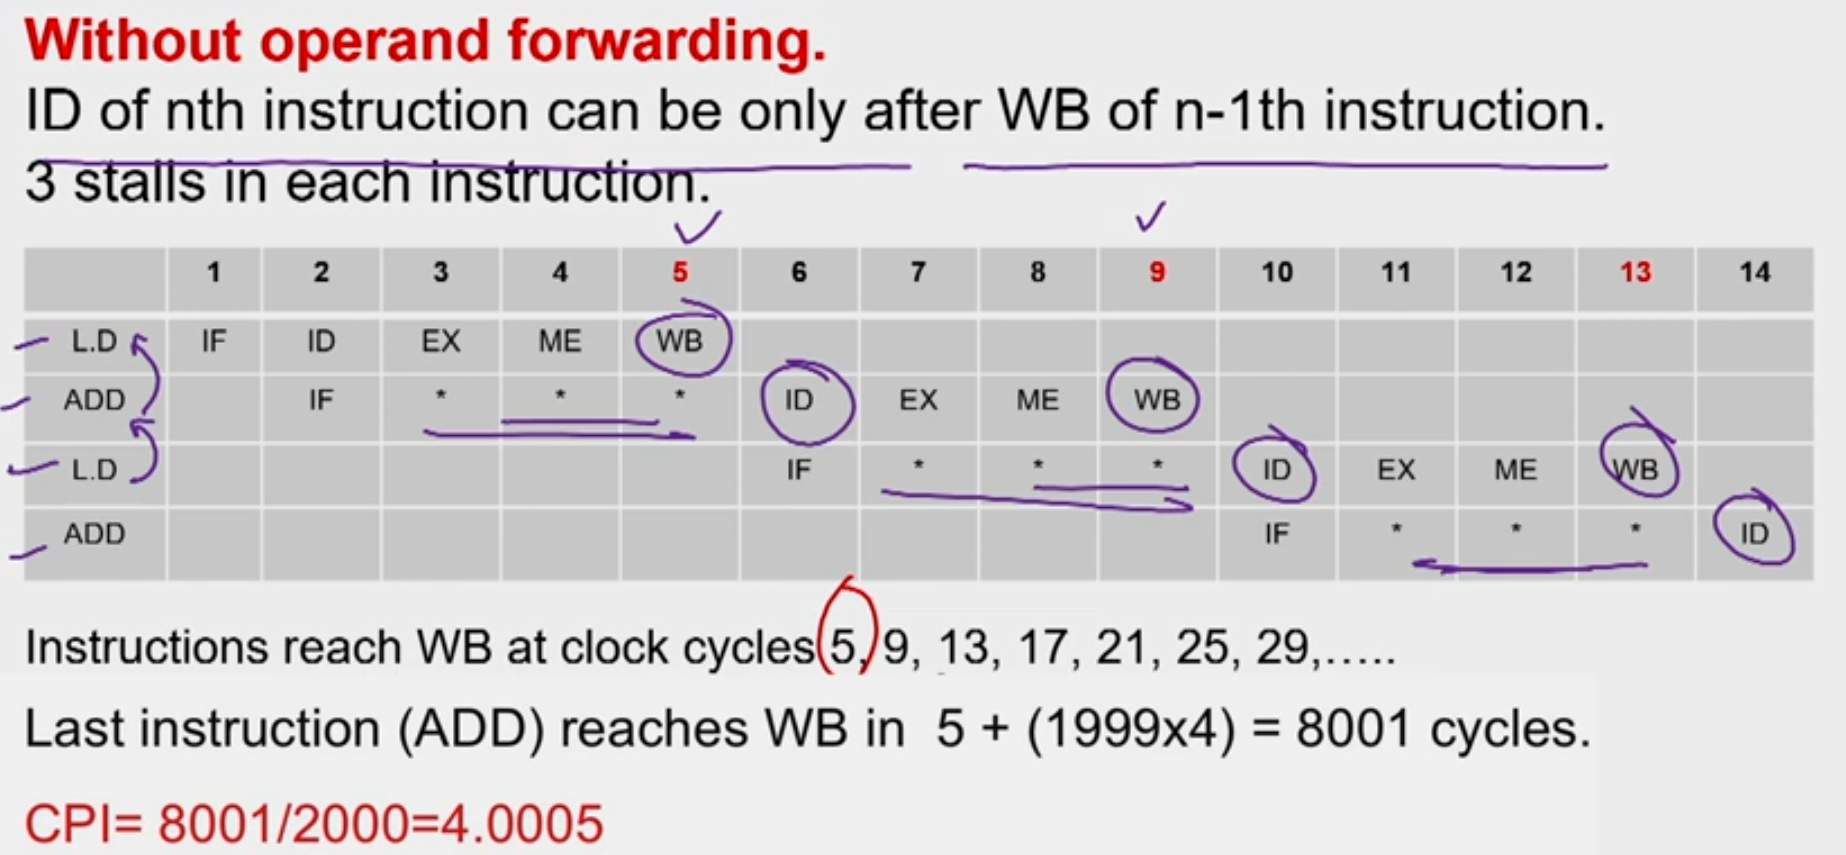 Without operand forwarding.
ID of nth instruction can be only after WB of n-1th instruction.
3 stalls in each instruction.
1 2 3 4 5 6 7 8 9 10 11 12 13 14
L.D IF ID EX ME WB
ADD IF * * * ID EX ME WB
L.D IF * * * ID EX ME WB
ADD IF * * * ID
Instructions reach WB at clock cycles 5, 9, 13, 17, 21, 25, 29,.....
Last instruction (ADD) reaches WB in 5 + (1999x4) = 8001 cycles.
CPI= 8001/2000=4.0005